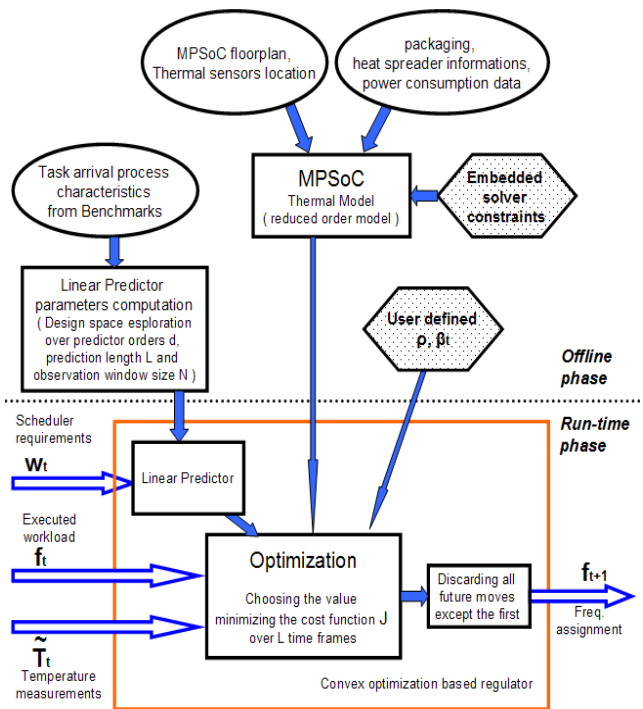 MPSoC floorplan,
Thermal sensors location
packaging,
heat spreader informations,
power consumption data
Task arrival process
characteristics
from Benchmarks
MPSoC
Thermal Model
( reduced order model )
Embedded
solver
constraints
Linear Predictor
parameters computation
( Design space esploration
over predictor orders d,
prediction length L and
observation window size N )
User defined
ρ, βt
Offline
phase
Run-time
phase
Scheduler
requirements
wt
Linear Predictor
Executed
workload
ft
Optimization
Choosing the value
minimizing the cost function J
over L time frames
Discarding all
future moves
except the first
ft+1
Freq.
assignment
T̃t
Temperature
measurements
Convex optimization based regulator